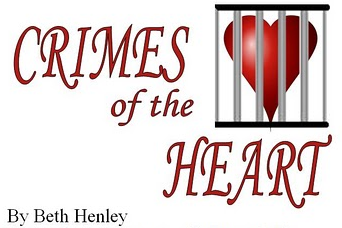 CRIMES
of the
HEART
By Beth Henley